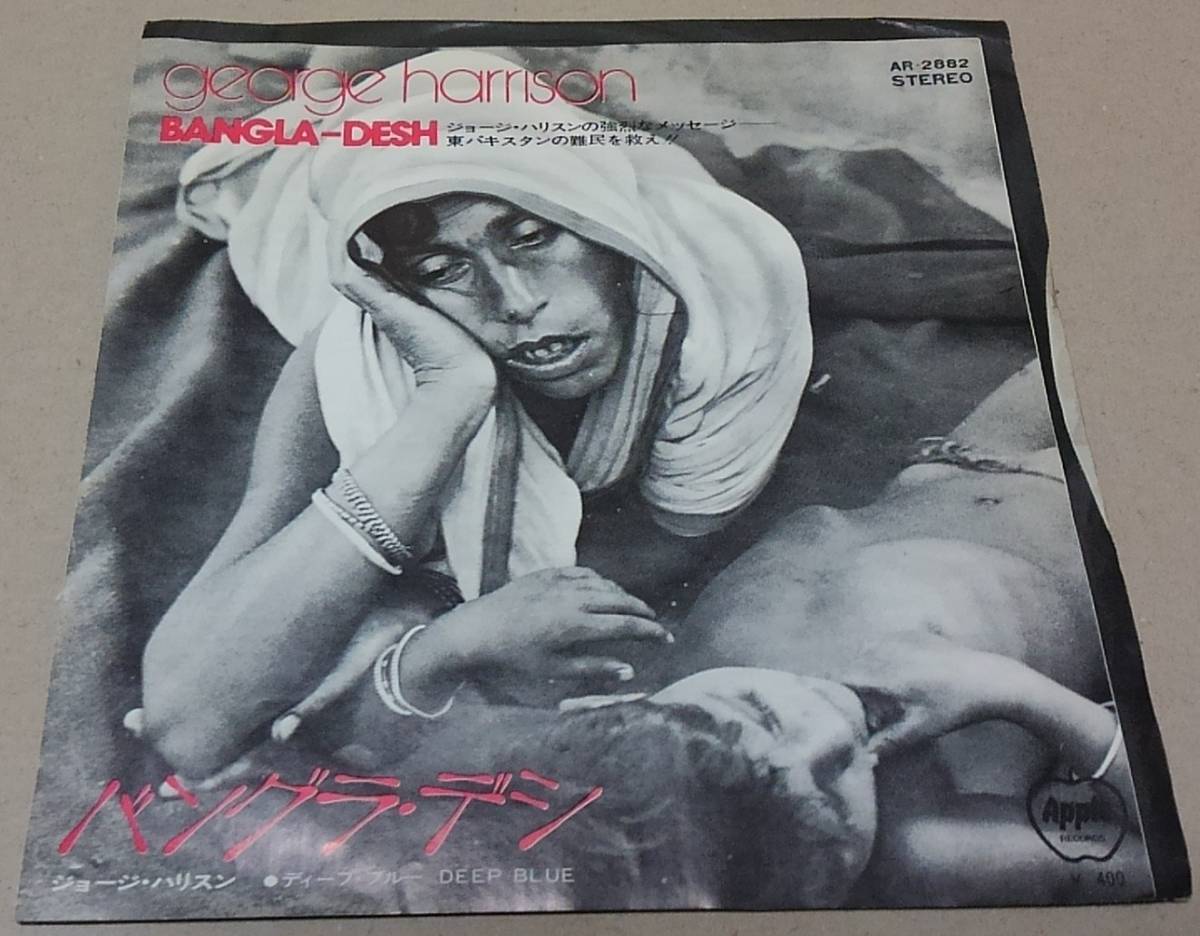 george harrison
AR-2882
STEREO
BANGLA-DESH
ジョージ・ハリスンの強烈なメッセージ——
東パキスタンの難民を救え!!
バングラ・デシ
ジョージ・ハリスン ●ディープ・ブルー DEEP BLUE
Apple
RECORDS
¥ 400